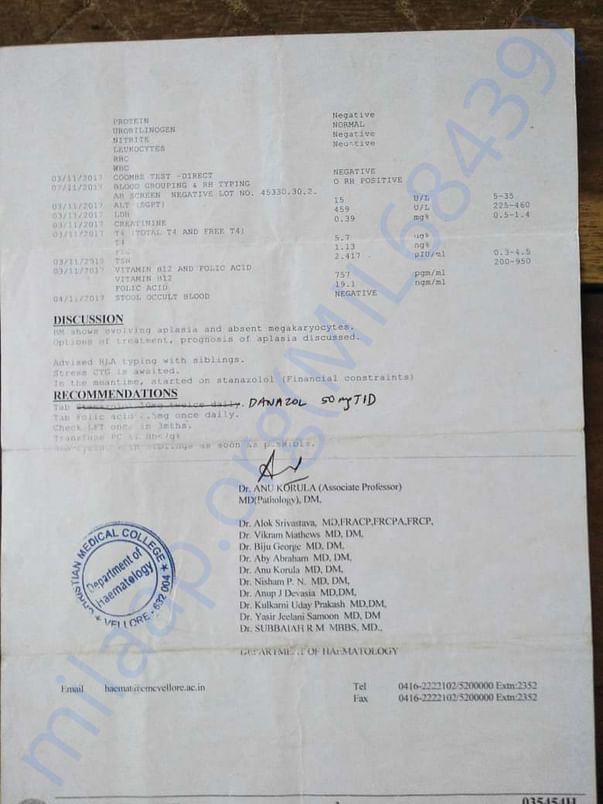 PROTEIN Negative
UROBILINOGEN NORMAL
NITRITE Negative
LEUKOCYTES Negative
RBC
WBC
03/11/2017 COOMBS TEST -DIRECT NEGATIVE
07/11/2017 BLOOD GROUPING & RH TYPING O RH POSITIVE
AB SCREEN NEGATIVE LOT NO. 45330.30.2.
03/11/2017 ALT (SGPT) 15 U/L 5-35
03/11/2017 LDH 459 U/L 225-460
03/11/2017 CREATININE 0.39 mg% 0.5-1.4
03/11/2017 T4 (TOTAL T4 AND FREE T4)
T4 5.7 ug%
1.13 ng%
03/11/2017 TSH 2.417 0.3-4.5
03/11/2017 VITAMIN B12 AND FOLIC ACID 200-950
VITAMIN B12 757 pgm/ml
FOLIC ACID 19.1 ngm/ml
04/11/2017 STOOL OCCULT BLOOD NEGATIVE
DISCUSSION
BM shows evolving aplasia and absent megakaryocytes.
Options of treatment, prognosis of aplasia discussed.
Advised HLA typing with siblings.
Stress CYG is awaited.
In the meantime, started on stanazolol (Financial constraints)
RECOMMENDATIONS
Tab twice daily. DANAZOL 50mg TID
Tab Folic acid 5mg once daily.
Check LFT once in 3mths.
Transfuse PC
siblings as soon as possible.
Dr. ANU KORULA (Associate Professor)
MD(Pathology), DM,
Dr. Alok Srivastava, MD,FRACP,FRCPA,FRCP,
Dr. Vikram Mathews MD, DM,
Dr. Biju George MD, DM,
Dr. Aby Abraham MD, DM,
Dr. Anu Korula MD, DM,
Dr. Nisham P. N. MD, DM,
Dr. Anup J Devasia MD,DM,
Dr. Kulkarni Uday Prakash MD,DM,
Dr. Yasir Jeelani Samoon MD, DM
Dr. SUBBAIAH R M MBBS, MD.,
DEPARTMENT OF HAEMATOLOGY
CHRISTIAN MEDICAL COLLEGE
Department of
Haematology
VELLORE - 632 004
Email haemat@cmcvellore.ac.in Tel 0416-2222102/5200000 Extn:2352
Fax 0416-2222102/5200000 Extn:2352
035454H
milaap.org(MIL684391